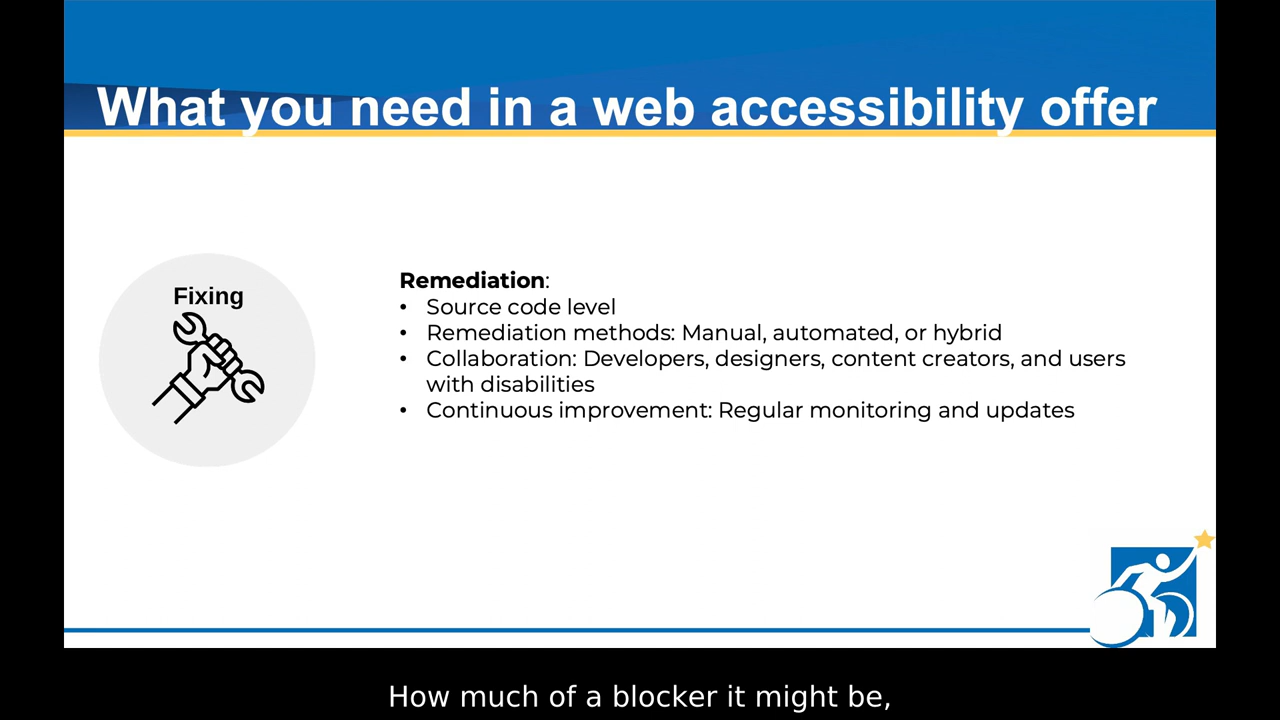 What you need in a web accessibility offer
Fixing
Remediation:
• Source code level
• Remediation methods: Manual, automated, or hybrid
• Collaboration: Developers, designers, content creators, and users
with disabilities
• Continuous improvement: Regular monitoring and updates
How much of a blocker it might be,